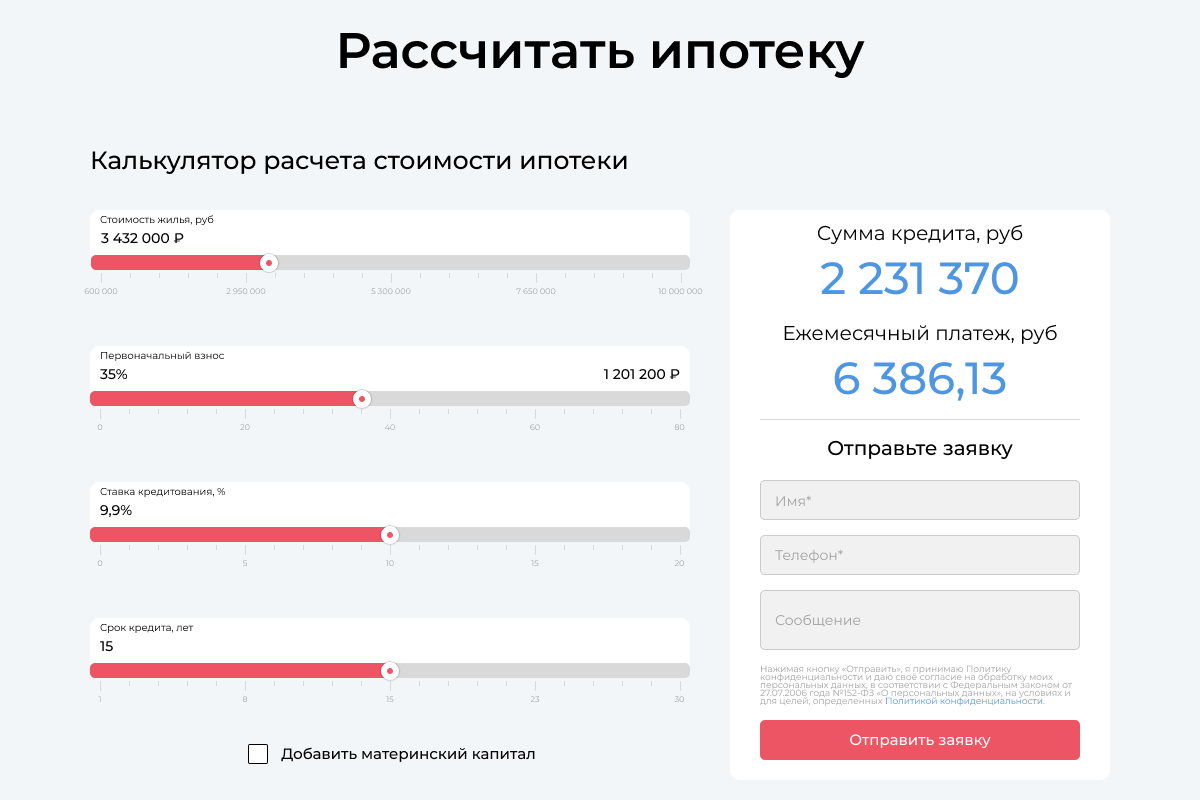 Рассчитать ипотеку
Калькулятор расчета стоимости ипотеки
Стоимость жилья, руб
3 432 000 ₽
600 000 2 950 000 5 300 000 7 650 000 10 000 000
Первоначальный взнос
35% 1 201 200 ₽
0 20 40 60 80
Ставка кредитования, %
9,9%
0 5 10 15 20
Срок кредита, лет
15
1 8 15 23 30
Добавить материнский капитал
Сумма кредита, руб
2 231 370
Ежемесячный платеж, руб
6 386,13
Отправьте заявку
Имя*
Телефон*
Сообщение
Нажимая кнопку «Отправить», я принимаю Политику
конфиденциальности и даю своё согласие на обработку моих
персональных данных, в соответствии с Федеральным законом от
27.07.2006 года №152-ФЗ «О персональных данных», на условиях и
для целей, определенных Политикой конфиденциальности.
Отправить заявку